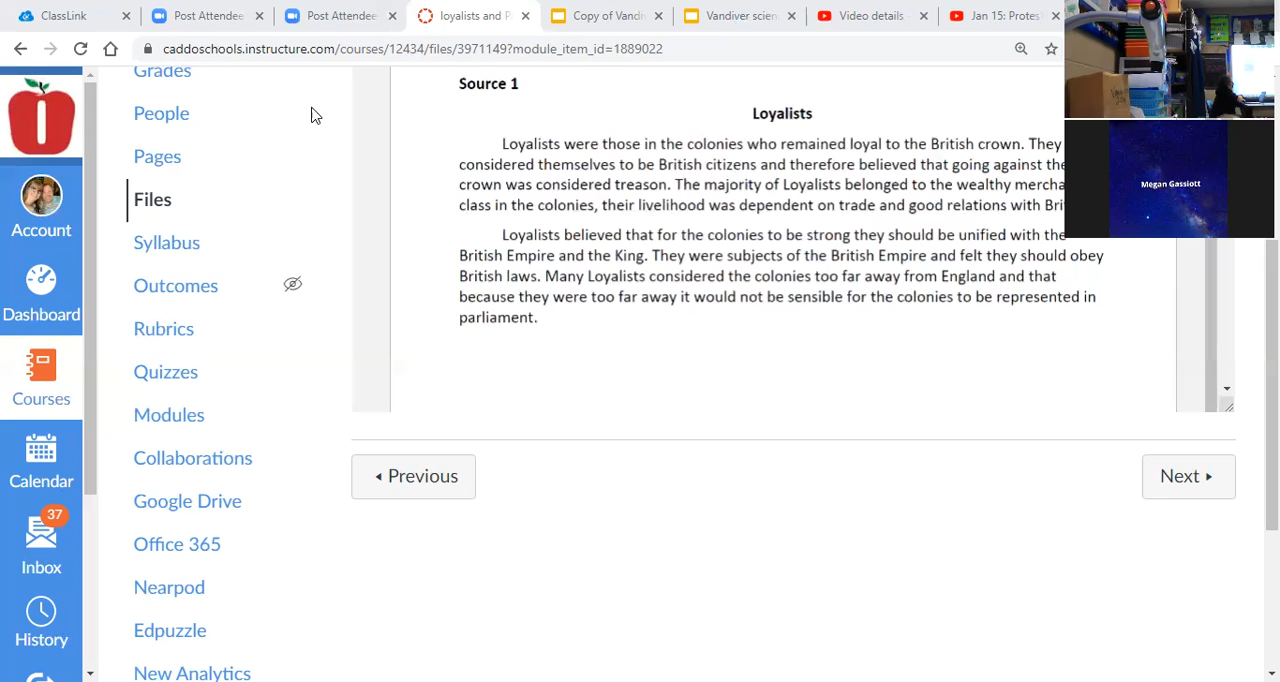 ClassLink
Post Attendee
Post Attendee
loyalists and P
Copy of Vandi
Vandiver scien
Video details
Jan 15: Protes
caddoschools.instructure.com/courses/12434/files/3971149?module_item_id=1889022
Account
Dashboard
Courses
Calendar
37
Inbox
History
Grades
People
Pages
Files
Syllabus
Outcomes
Rubrics
Quizzes
Modules
Collaborations
Google Drive
Office 365
Nearpod
Edpuzzle
New Analytics
Source 1
Loyalists
Loyalists were those in the colonies who remained loyal to the British crown. They
considered themselves to be British citizens and therefore believed that going against the
crown was considered treason. The majority of Loyalists belonged to the wealthy mercha
class in the colonies, their livelihood was dependent on trade and good relations with Bri
Loyalists believed that for the colonies to be strong they should be unified with the
British Empire and the King. They were subjects of the British Empire and felt they should obey
British laws. Many Loyalists considered the colonies too far away from England and that
because they were too far away it would not be sensible for the colonies to be represented in
parliament.
Previous
Next
Megan Gassiott